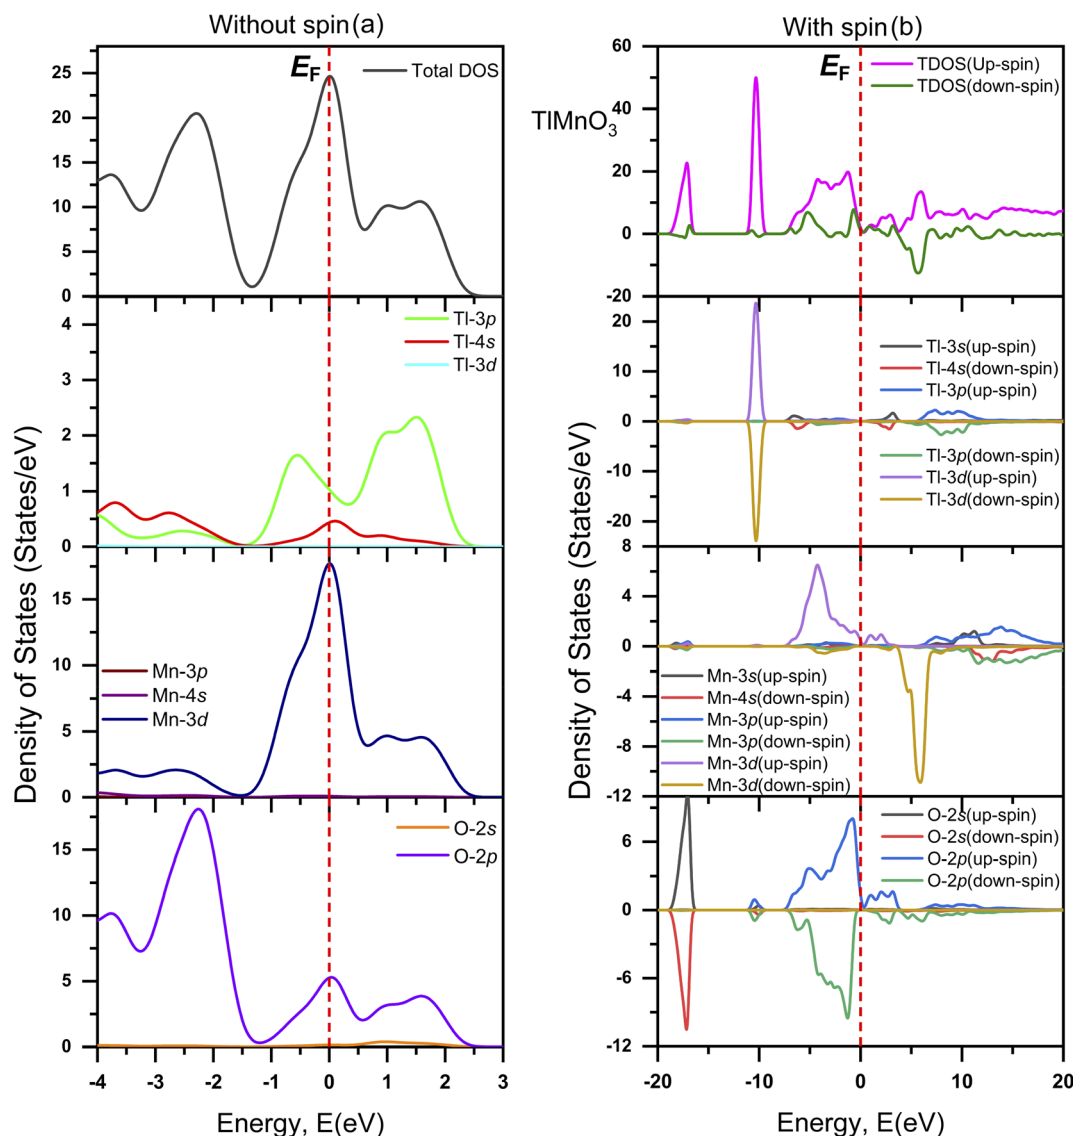 Without spin(a)
With spin(b)
Density of States (States/eV)
25
20
15
10
5
0
E_F
Total DOS
4
3
2
1
0
Tl-3p
Tl-4s
Tl-3d
15
10
5
0
Mn-3p
Mn-4s
Mn-3d
15
10
5
0
O-2s
O-2p
-4
-3
-2
-1
0
1
2
3
Energy, E(eV)
Density of States (States/eV)
60
40
20
0
-20
TlMnO₃
E_F
TDOS(Up-spin)
TDOS(down-spin)
20
10
0
-10
-20
Tl-3s(up-spin)
Tl-4s(down-spin)
Tl-3p(up-spin)
Tl-3p(down-spin)
Tl-3d(up-spin)
Tl-3d(down-spin)
8
4
0
-4
-8
-12
Mn-3s(up-spin)
Mn-4s(down-spin)
Mn-3p(up-spin)
Mn-3p(down-spin)
Mn-3d(up-spin)
Mn-3d(down-spin)
6
0
-6
-12
O-2s(up-spin)
O-2s(down-spin)
O-2p(up-spin)
O-2p(down-spin)
-20
-10
0
10
20
Energy, E(eV)